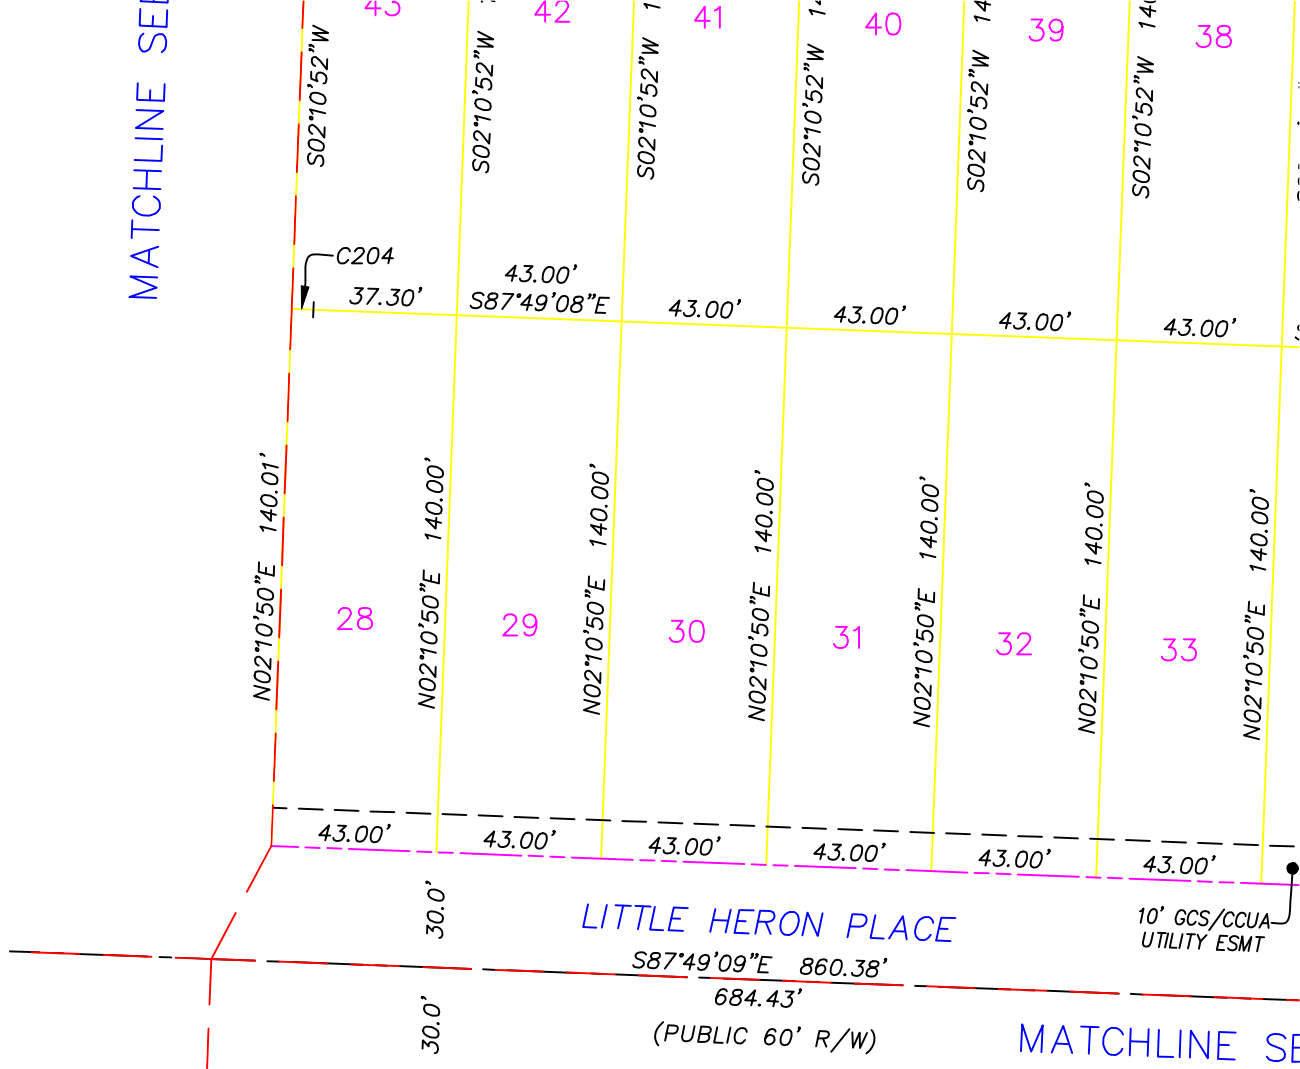 MATCHLINE SEE
43
42
41
40
39
38
S02°10'52"W
S02°10'52"W
S02°10'52"W
S02°10'52"W
S02°10'52"W
S02°10'52"W
C204
37.30'
43.00'
S87°49'08"E
43.00'
43.00'
43.00'
43.00'
N02°10'50"E 140.01'
N02°10'50"E 140.00'
N02°10'50"E 140.00'
N02°10'50"E 140.00'
N02°10'50"E 140.00'
N02°10'50"E 140.00'
N02°10'50"E 140.00'
28
29
30
31
32
33
43.00'
43.00'
43.00'
43.00'
43.00'
43.00'
30.0'
LITTLE HERON PLACE
10' GCS/CCUA
UTILITY ESMT
S87°49'09"E 860.38'
684.43'
30.0'
(PUBLIC 60' R/W)
MATCHLINE SE